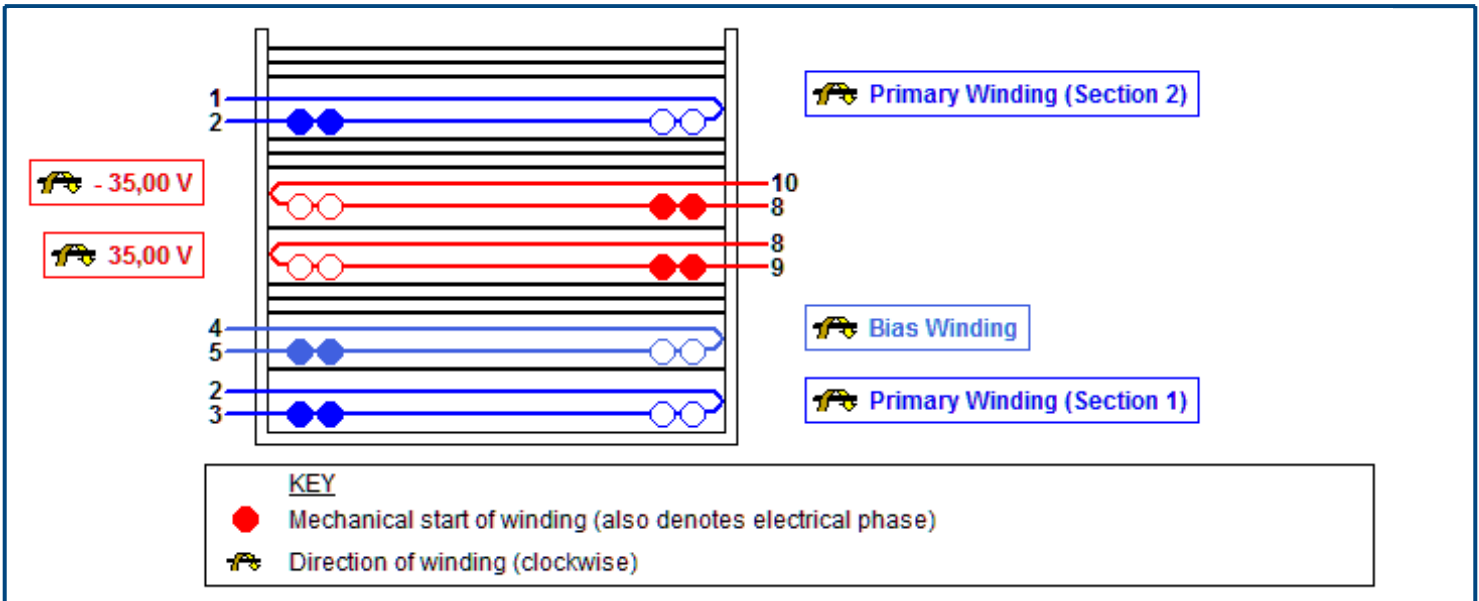 1
Primary Winding (Section 2)
2
- 35,00 V
10
8
35,00 V
8
9
4
Bias Winding
5
2
Primary Winding (Section 1)
3
KEY
Mechanical start of winding (also denotes electrical phase)
Direction of winding (clockwise)